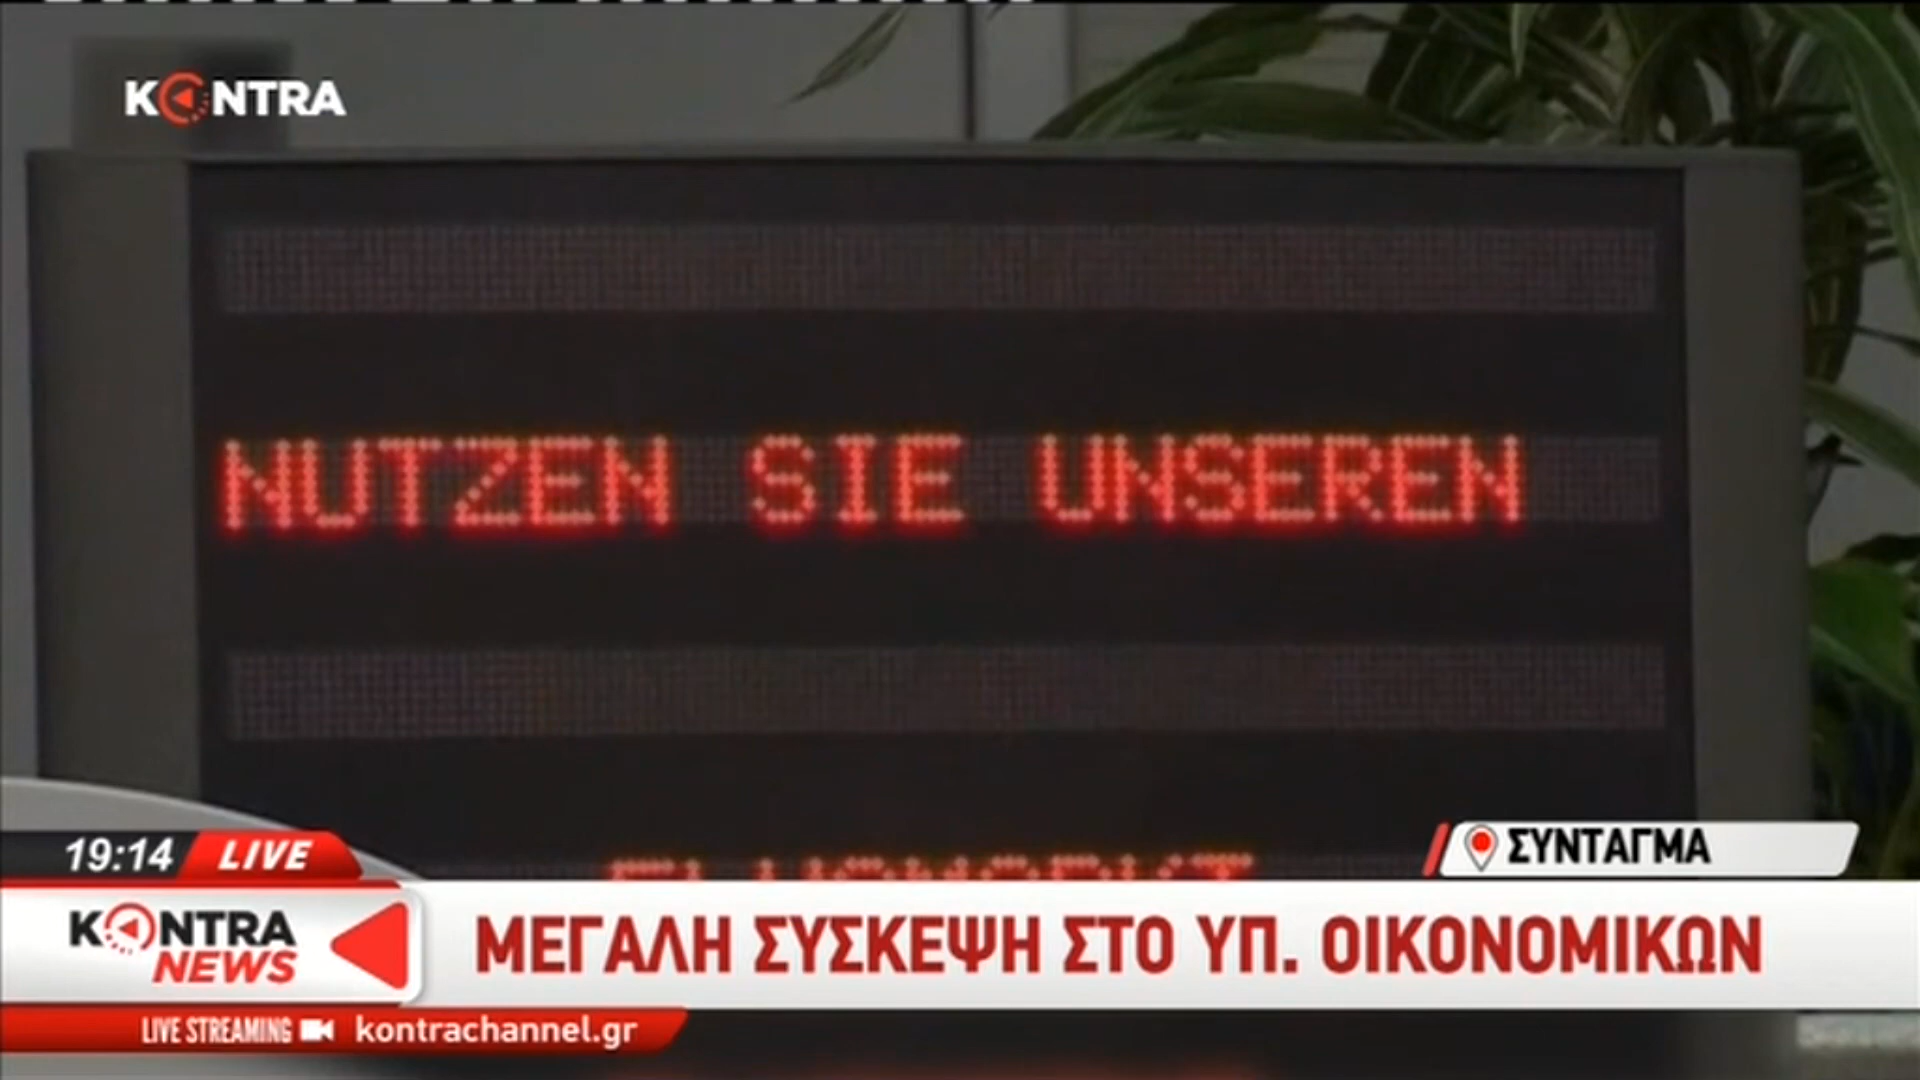 KONTRA
NUTZEN SIE UNSEREN
19:14 LIVE
ΣΥΝΤΑΓΜΑ
KONTRA NEWS
ΜΕΓΑΛΗ ΣΥΣΚΕΨΗ ΣΤΟ ΥΠ. ΟΙΚΟΝΟΜΙΚΩΝ
LIVE STREAMING kontrachannel.gr